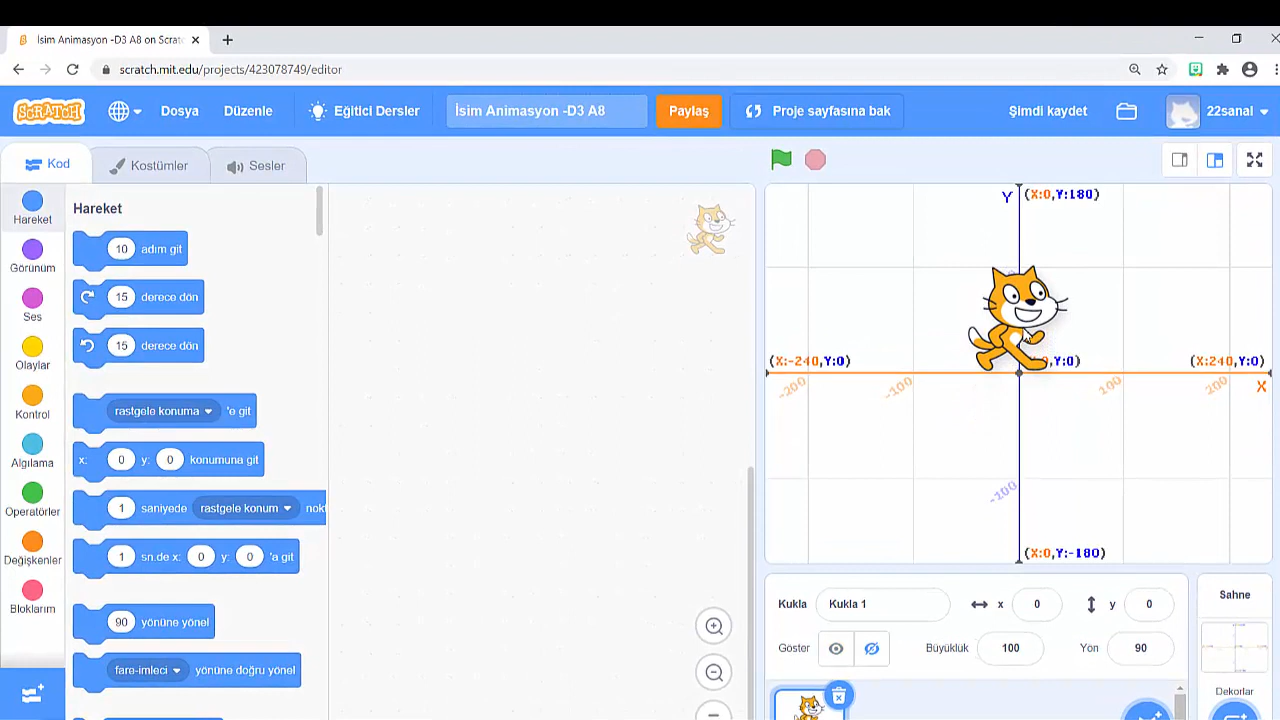 İsim Animasyon -D3 A8 on Scratc
scratch.mit.edu/projects/423078749/editor
SCRATCH
Dosya
Düzenle
Eğitici Dersler
İsim Animasyon -D3 A8
Paylaş
Proje sayfasına bak
Şimdi kaydet
22sanal
Kod
Kostümler
Sesler
Hareket
Görünüm
Ses
Olaylar
Kontrol
Algılama
Operatörler
Değişkenler
Bloklarım
Hareket
10 adım git
15 derece dön
15 derece dön
rastgele konuma 'e git
x: 0 y: 0 konumuna git
1 saniyede rastgele konum nokt
1 sn.de x: 0 y: 0 'a git
90 yönüne yönel
fare-imleci yönüne doğru yönel
Y (X:0,Y:180)
(X:-240,Y:0)
,Y:0)
(X:240,Y:0)
-200
-100
100
200
X
-100
(X:0,Y:-180)
Kukla Kukla 1 x 0 y 0
Göster Büyüklük 100 Yön 90
Sahne
Dekorlar